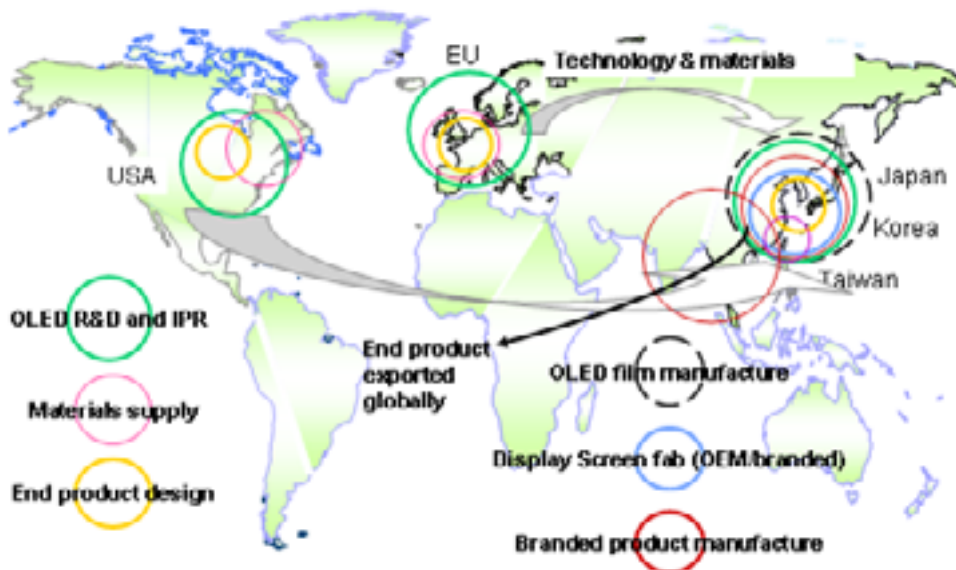 EU
Technology & materials
USA
Japan
Korea
Taiwan
OLED R&D and IPR
End product
exported
globally
OLED film manufacture
Materials supply
Display Screen fab (OEM/branded)
End product design
Branded product manufacture